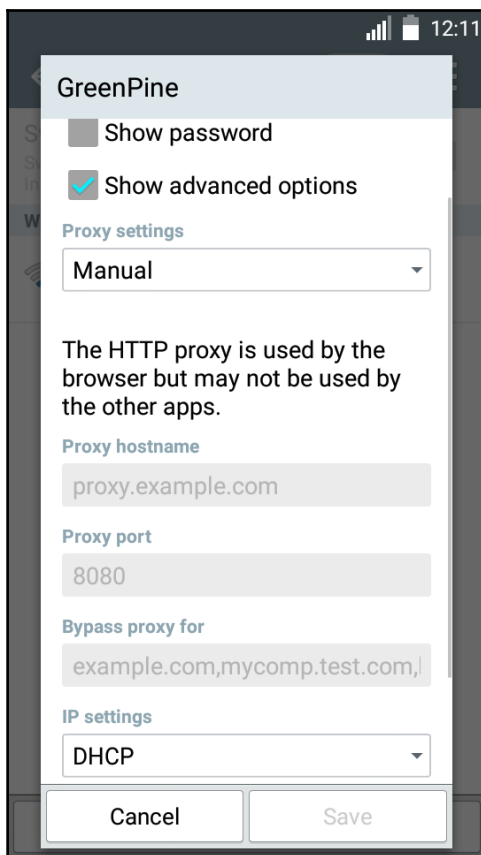 12:11
GreenPine
Show password
Show advanced options
Proxy settings
Manual
The HTTP proxy is used by the
browser but may not be used by
the other apps.
Proxy hostname
proxy.example.com
Proxy port
8080
Bypass proxy for
example.com,mycomp.test.com,
IP settings
DHCP
Cancel
Save